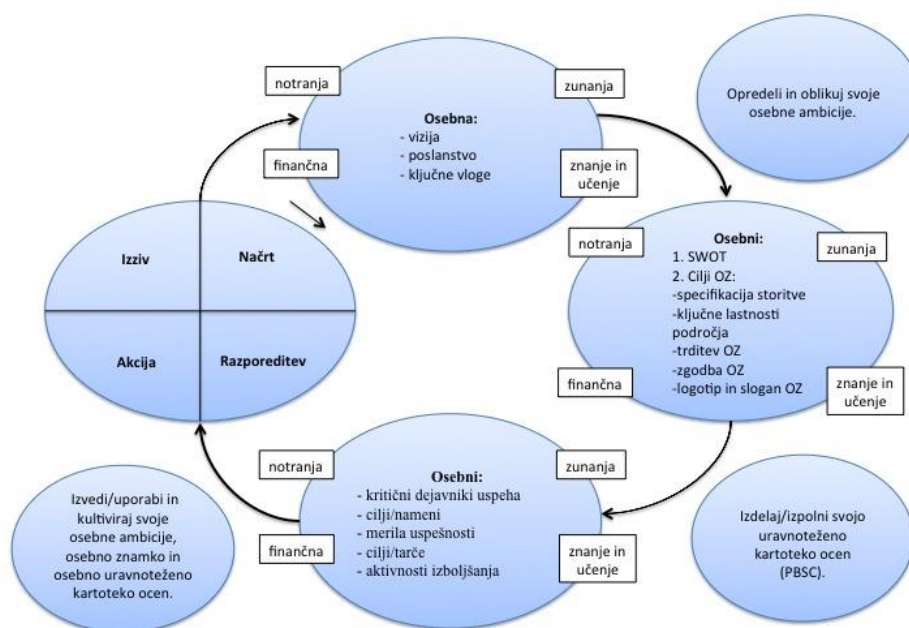 notranja
zunanja
Osebna:
- vizija
- poslanstvo
- ključne vloge
finančna
znanje in
učenje
Opredeli in oblikuj svoje
osebne ambicije.
notranja
zunanja
Osebni:
1. SWOT
2. Cilji OZ:
-specifikacija storitve
-ključne lastnosti
področja
-trditev OZ
-zgodba OZ
-logotip in slogan OZ
finančna
znanje in
učenje
Izziv
Načrt
Akcija
Razporeditev
notranja
zunanja
Osebni:
- kritični dejavniki uspeha
- cilji/nameni
- merila uspešnosti
- cilji/tarče
- aktivnosti izboljšanja
finančna
znanje in
učenje
Izvedi/uporabi in
kultiviraj svoje
osebne ambicije,
osebno znamko in
osebno uravnoteženo
kartoteko ocen.
Izdelaj/izpolni svojo
uravnoteženo
kartoteko ocen
(PBSC).